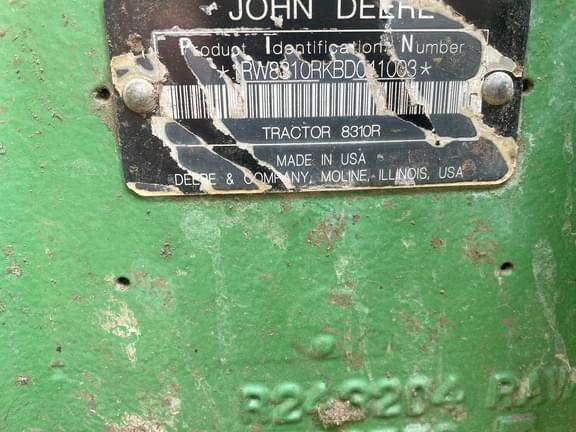 JOHN DEERE
Product Identification Number
*1RW8310RKBD011003*
TRACTOR 8310R
MADE IN USA
DEERE & COMPANY, MOLINE, ILLINOIS, USA